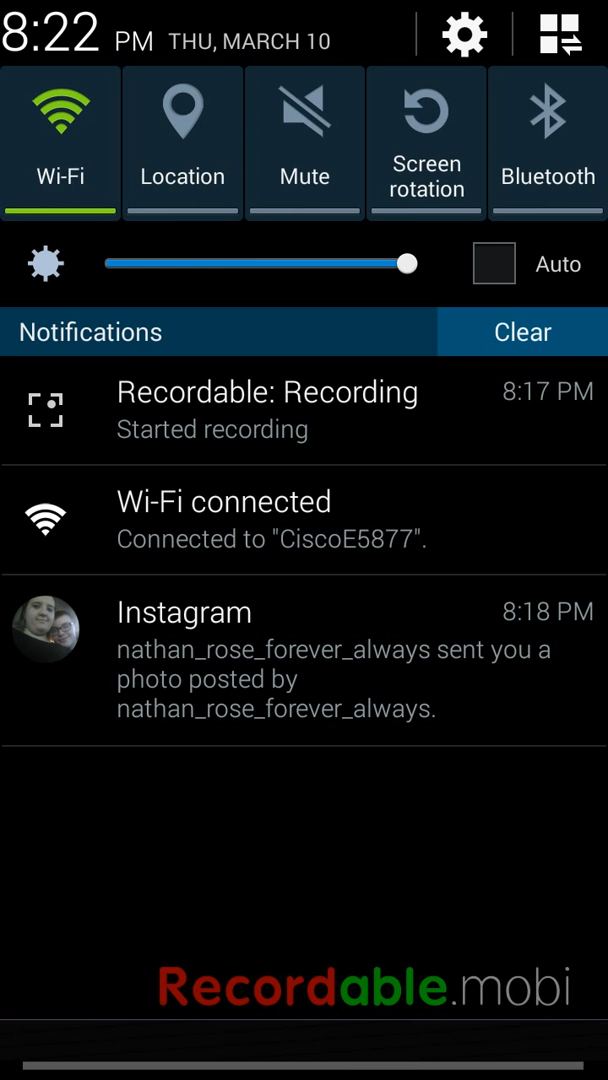 8:22 PM THU, MARCH 10
Wi-Fi
Location
Mute
Screen
rotation
Bluetooth
Auto
Notifications
Clear
Recordable: Recording 8:17 PM
Started recording
Wi-Fi connected
Connected to "CiscoE5877".
Instagram 8:18 PM
nathan_rose_forever_always sent you a
photo posted by
nathan_rose_forever_always.
Recordable.mobi